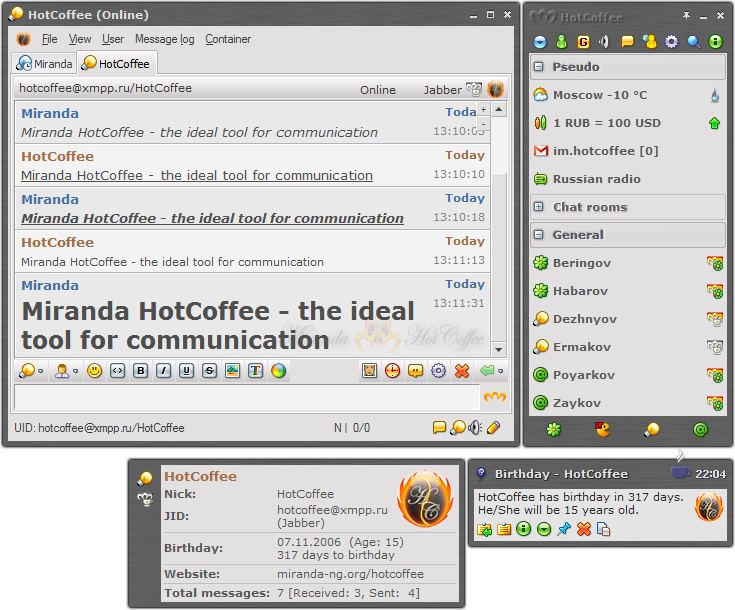 HotCoffee (Online)
File View User Message log Container
Miranda HotCoffee
hotcoffee@xmpp.ru/HotCoffee Online Jabber
Miranda Today
Miranda HotCoffee - the ideal tool for communication 13:10:03
HotCoffee Today
Miranda HotCoffee - the ideal tool for communication 13:10:10
Miranda Today
Miranda HotCoffee - the ideal tool for communication 13:10:18
HotCoffee Today
Miranda HotCoffee - the ideal tool for communication 13:11:13
Miranda Today
Miranda HotCoffee - the ideal 13:11:31
tool for communication
Miranda HotCoffee
UID: hotcoffee@xmpp.ru/HotCoffee N | 0/0
HotCoffee
Pseudo
Moscow -10 °C
1 RUB = 100 USD
im.hotcoffee [0]
Russian radio
Chat rooms
General
Beringov
Habarov
Dezhnyov
Ermakov
Poyarkov
Zaykov
HotCoffee
Nick: HotCoffee
JID: hotcoffee@xmpp.ru
(Jabber)
Birthday: 07.11.2006 (Age: 15)
317 days to birthday
Website: miranda-ng.org/hotcoffee
Total messages: 7 [Received: 3, Sent: 4]
Birthday - HotCoffee 22:04
HotCoffee has birthday in 317 days.
He/She will be 15 years old.